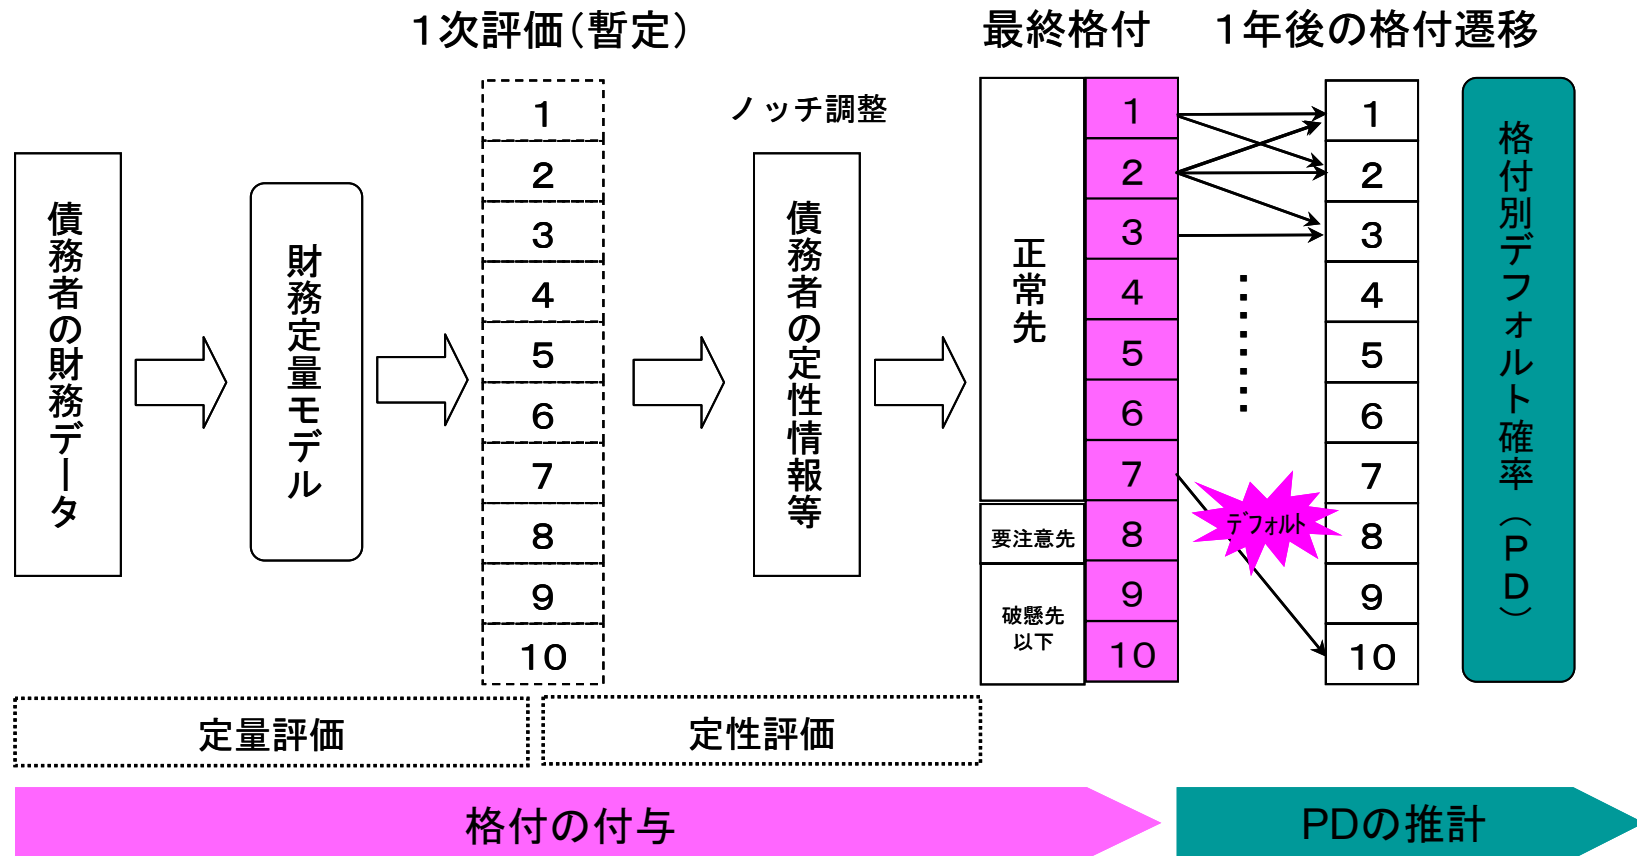 1次評価(暫定)
最終格付
1年後の格付遷移
債務者の財務データ
財務定量モデル
1
2
3
4
5
6
7
8
9
10
ノッチ調整
債務者の定性情報等
正常先
要注意先
破懸先
以下
1
2
3
4
5
6
7
8
9
10
デフォルト
1
2
3
4
5
6
7
8
9
10
格付別デフォルト確率(PD)
定量評価
定性評価
格付の付与
PDの推計